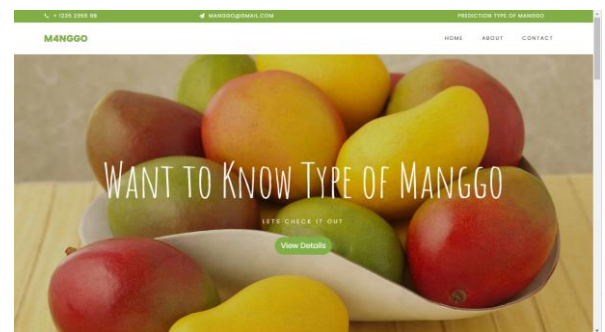 + 1235 2355 98
MANGGO@GMAIL.COM
PREDICTION TYPE OF MANGGO
M4NGGO
HOME ABOUT CONTACT
WANT TO KNOW TYPE OF MANGGO
LETS CHECK IT OUT
View Details